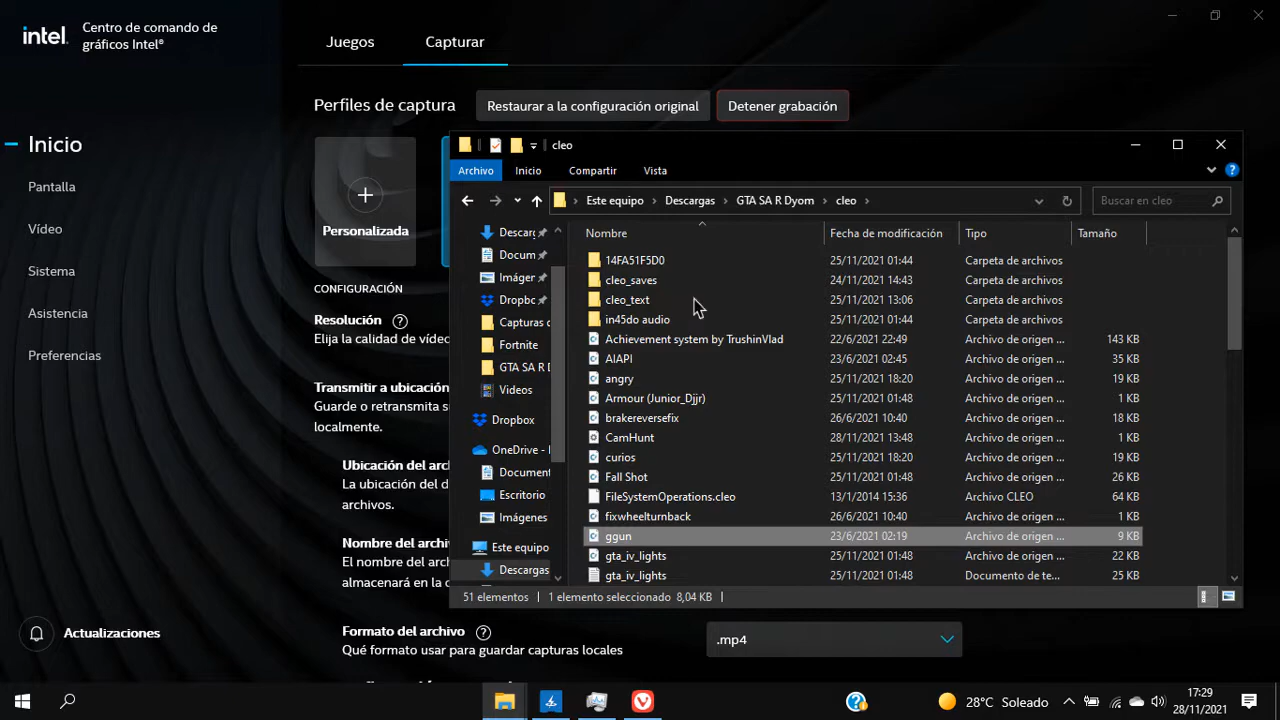 intel.
Centro de comando de
gráficos Intel®
Juegos
Capturar
Inicio
Pantalla
Vídeo
Sistema
Asistencia
Preferencias
Actualizaciones
Perfiles de captura
Restaurar a la configuración original
Detener grabación
+
Personalizada
CONFIGURACIÓN
Resolución ?
Elija la calidad de víde
Transmitir a ubicación
Guarde o retransmita s
localmente.
Ubicación del arc
La ubicación del d
archivos.
Nombre del archi
El nombre del arc
almacenará en la
Formato del archivo ?
Qué formato usar para guardar capturas locales
.mp4
cleo
Archivo Inicio Compartir Vista
Este equipo > Descargas > GTA SA R Dyom > cleo >
Buscar en cleo
Descarg
Docum
Imáger
Dropbo
Capturas d
Fortnite
GTA SA R D
Videos
Dropbox
OneDrive -
Document
Escritorio
Imágenes
Este equipo
Descargas
Nombre Fecha de modificación Tipo Tamaño
14FA51F5D0 25/11/2021 01:44 Carpeta de archivos
cleo_saves 24/11/2021 14:43 Carpeta de archivos
cleo_text 25/11/2021 13:06 Carpeta de archivos
in45do audio 25/11/2021 01:44 Carpeta de archivos
Achievement system by TrushinVlad 22/6/2021 22:49 Archivo de origen ... 143 KB
AIAPI 23/6/2021 02:45 Archivo de origen ... 35 KB
angry 25/11/2021 18:20 Archivo de origen ... 19 KB
Armour (Junior_Djjr) 25/11/2021 01:48 Archivo de origen ... 1 KB
brakereversefix 26/6/2021 10:40 Archivo de origen ... 18 KB
CamHunt 28/11/2021 13:48 Archivo de origen ... 1 KB
curios 25/11/2021 18:20 Archivo de origen ... 19 KB
Fall Shot 25/11/2021 01:48 Archivo de origen ... 26 KB
FileSystemOperations.cleo 13/1/2014 15:36 Archivo CLEO 64 KB
fixwheelturnback 26/6/2021 10:40 Archivo de origen ... 1 KB
ggun 23/6/2021 02:19 Archivo de origen ... 9 KB
gta_iv_lights 25/11/2021 01:48 Archivo de origen ... 22 KB
gta_iv_lights 25/11/2021 01:48 Documento de te... 25 KB
51 elementos 1 elemento seleccionado 8,04 KB
28°C Soleado
17:29
28/11/2021